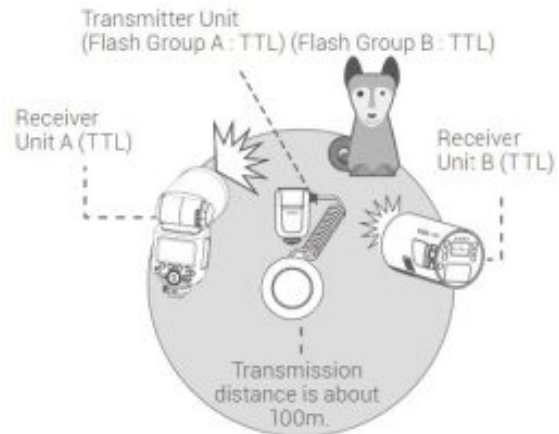 Transmitter Unit
(Flash Group A : TTL) (Flash Group B : TTL)
Receiver
Unit A (TTL)
Receiver
Unit B (TTL)
Transmission
distance is about
100m.